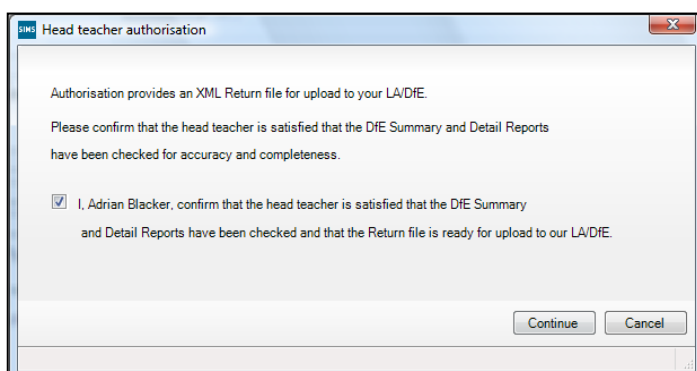 SIMS Head teacher authorisation
Authorisation provides an XML Return file for upload to your LA/DfE.
Please confirm that the head teacher is satisfied that the DfE Summary and Detail Reports
have been checked for accuracy and completeness.
I, Adrian Blacker, confirm that the head teacher is satisfied that the DfE Summary
and Detail Reports have been checked and that the Return file is ready for upload to our LA/DfE.
Continue Cancel